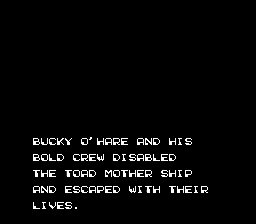 BUCKY O'HARE AND HIS
BOLD CREW DISABLED
THE TOAD MOTHER SHIP
AND ESCAPED WITH THEIR
LIVES.